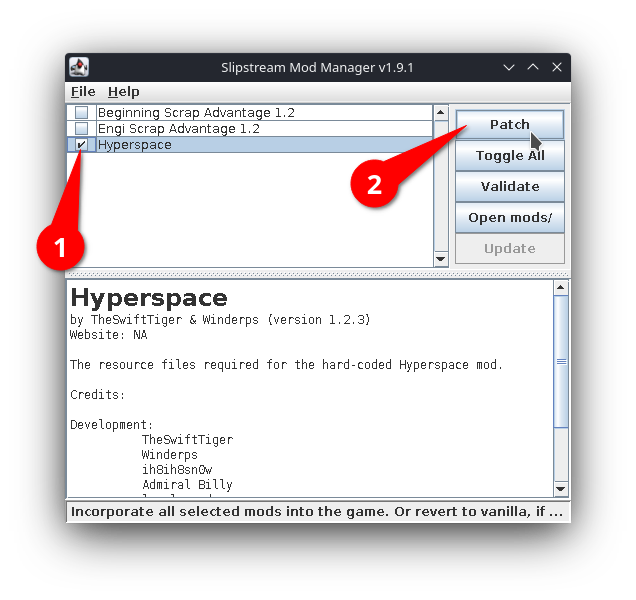 Slipstream Mod Manager v1.9.1
File Help
Beginning Scrap Advantage 1.2
Engi Scrap Advantage 1.2
Hyperspace
Patch
Toggle All
Validate
Open mods/
Update
1
2
Hyperspace
by TheSwiftTiger & Winderps (version 1.2.3)
Website: NA
The resource files required for the hard-coded Hyperspace mod.
Credits:
Development:
TheSwiftTiger
Winderps
ih8ih8sn0w
Admiral Billy
Incorporate all selected mods into the game. Or revert to vanilla, if ...